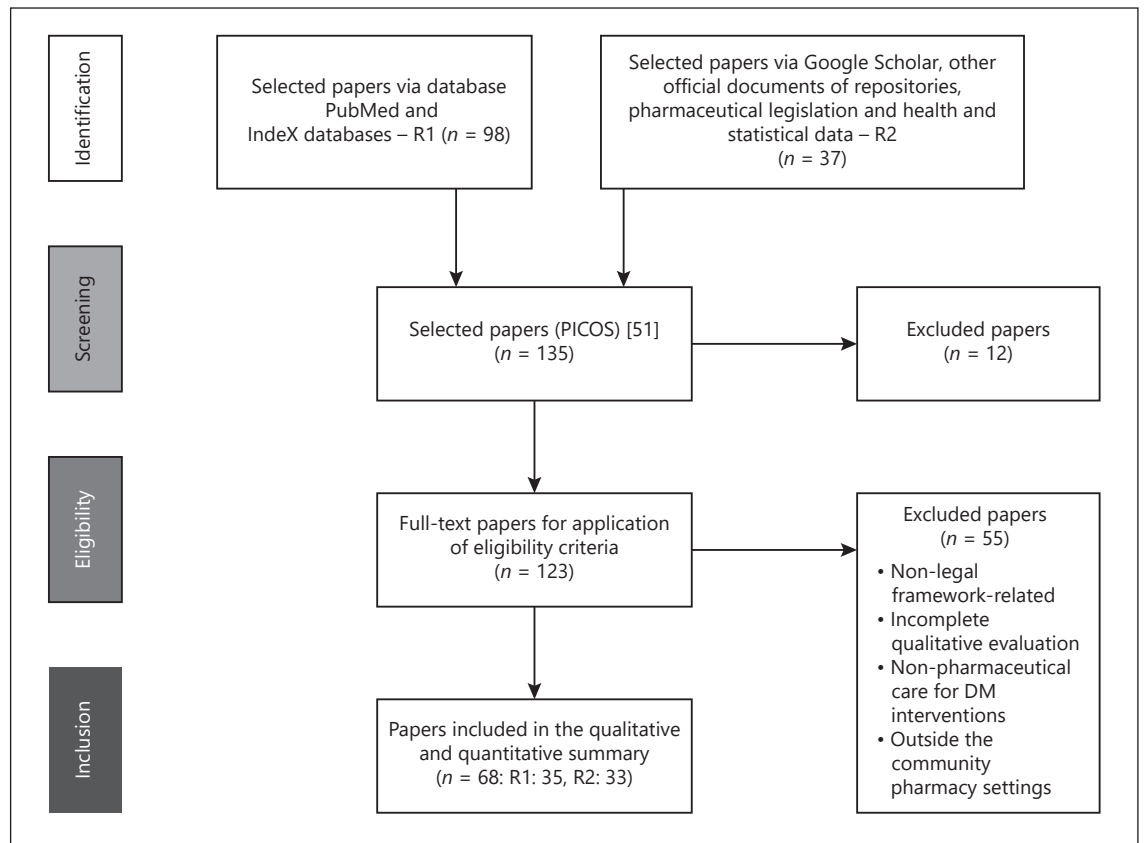 Identification
Selected papers via database
PubMed and
IndeX databases – R1 (n = 98)
Selected papers via Google Scholar, other
official documents of repositories,
pharmaceutical legislation and health and
statistical data – R2
(n = 37)
Screening
Selected papers (PICOS) [51]
(n = 135)
Excluded papers
(n = 12)
Eligibility
Full-text papers for application
of eligibility criteria
(n = 123)
Excluded papers
(n = 55)
• Non-legal
framework-related
• Incomplete
qualitative evaluation
• Non-pharmaceutical
care for DM
interventions
• Outside the
community
pharmacy settings
Inclusion
Papers included in the qualitative
and quantitative summary
(n = 68: R1: 35, R2: 33)